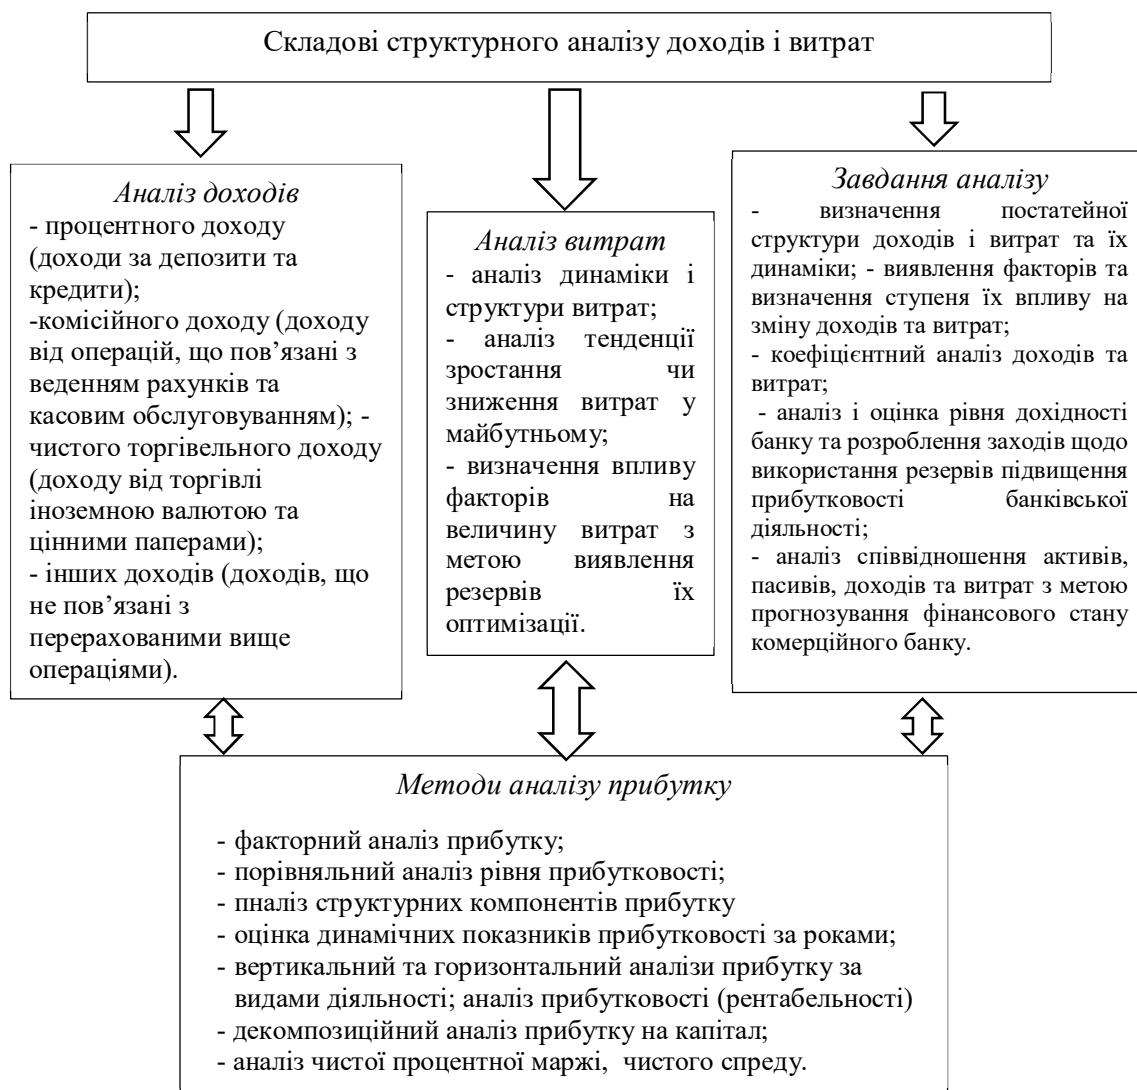 Складові структурного аналізу доходів і витрат
Аналіз доходів
- процентного доходу
(доходи за депозити та
кредити);
-комісійного доходу (доходу
від операцій, що пов’язані з
веденням рахунків та
касовим обслуговуванням); -
чистого торгівельного доходу
(доходу від торгівлі
іноземною валютою та
цінними паперами);
- інших доходів (доходів, що
не пов’язані з
перерахованими вище
операціями).
Аналіз витрат
- аналіз динаміки і
структури витрат;
- аналіз тенденції
зростання чи
зниження витрат у
майбутньому;
- визначення впливу
факторів на
величину витрат з
метою виявлення
резервів їх
оптимізації.
Завдання аналізу
- визначення постатейної
структури доходів і витрат та їх
динаміки; - виявлення факторів та
визначення ступеня їх впливу на
зміну доходів та витрат;
- коефіцієнтний аналіз доходів та
витрат;
- аналіз і оцінка рівня дохідності
банку та розроблення заходів щодо
використання резервів підвищення
прибутковості банківської
діяльності;
- аналіз співвідношення активів,
пасивів, доходів та витрат з метою
прогнозування фінансового стану
комерційного банку.
Методи аналізу прибутку
- факторний аналіз прибутку;
- порівняльний аналіз рівня прибутковості;
- пналіз структурних компонентів прибутку
- оцінка динамічних показників прибутковості за роками;
- вертикальний та горизонтальний аналізи прибутку за
видами діяльності; аналіз прибутковості (рентабельності)
- декомпозиційний аналіз прибутку на капітал;
- аналіз чистої процентної маржі, чистого спреду.